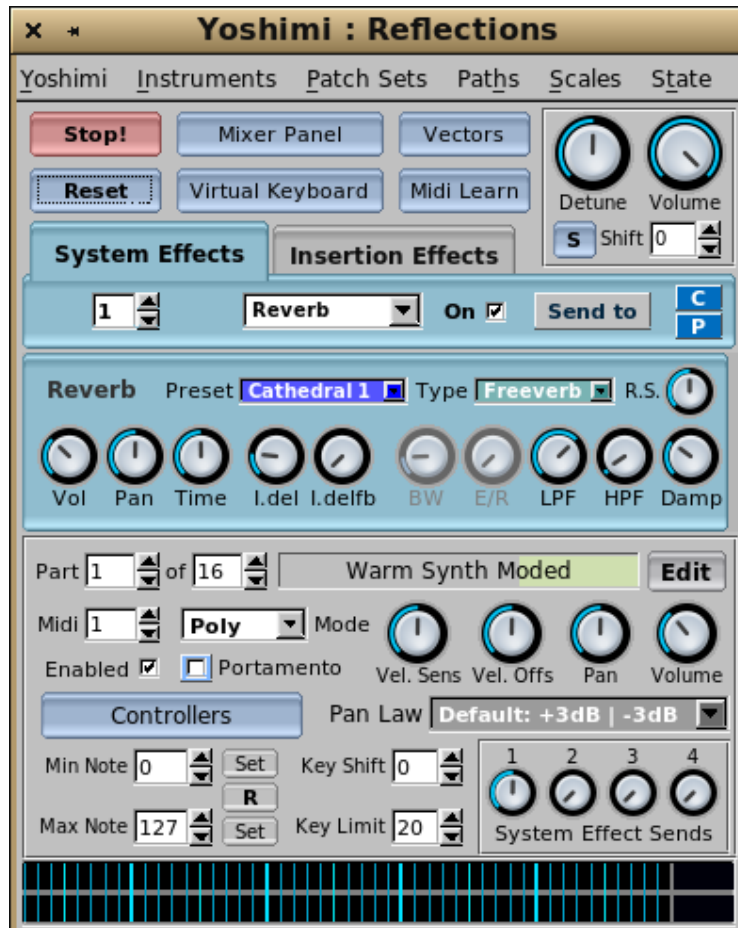 Yoshimi : Reflections
Yoshimi Instruments Patch Sets Paths Scales State
Stop! Mixer Panel Vectors
Reset Virtual Keyboard Midi Learn
Detune Volume
S Shift 0
System Effects Insertion Effects
1 Reverb On Send to C
P
Reverb Preset Cathedral 1 Type Freeverb R.S.
Vol Pan Time I.del I.delfb BW E/R LPF HPF Damp
Part 1 of 16 Warm Synth Moded Edit
Midi 1 Poly Mode
Enabled Portamento Vel. Sens Vel. Offs Pan Volume
Controllers Pan Law Default: +3dB | -3dB
Min Note 0 Set Key Shift 0
R
Max Note 127 Set Key Limit 20
1 2 3 4
System Effect Sends